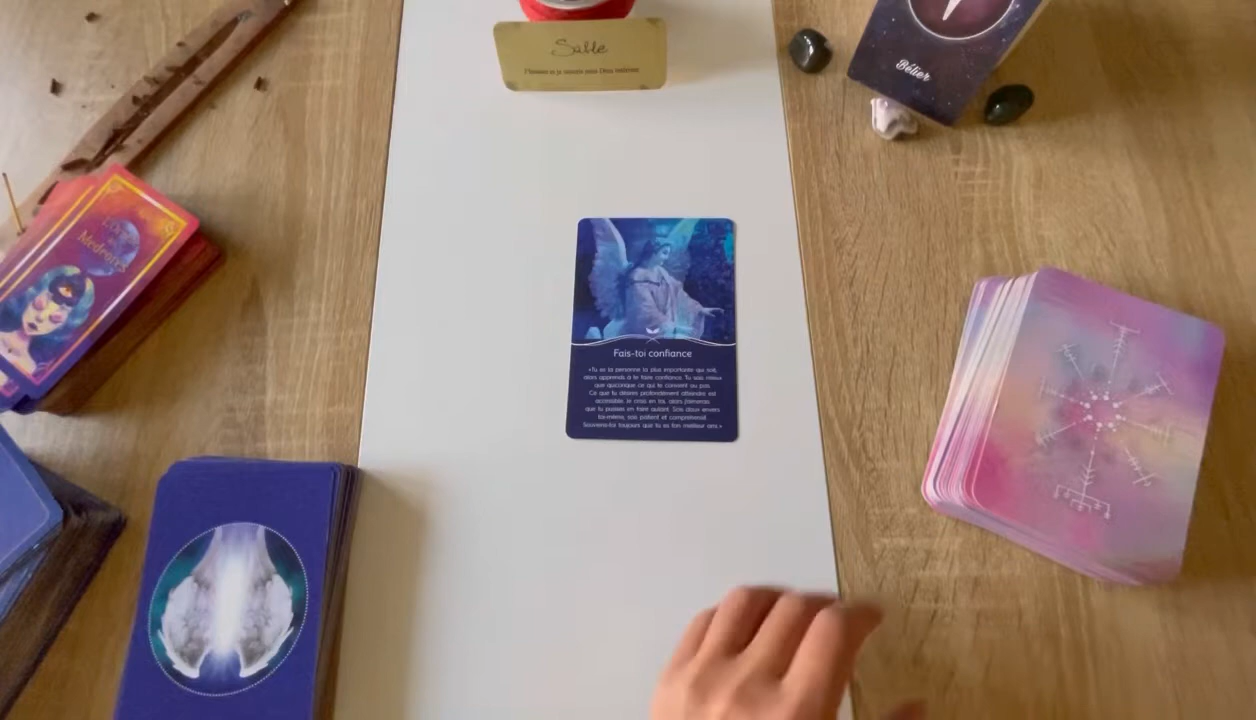 Sable
Bélier
L'Or
Medeores
Fais-toi confiance
«Tu es la personne la plus importante qui soit,
alors apprends à te faire confiance. Tu sais mieux
que quiconque ce qui te convient ou pas.
Ce que tu désires profondément atteindre est
accessible. Je crois en toi, alors j'aimerais
que tu puisses en faire autant. Sois doux envers
toi-même, sois patient et compréhensif.
Souviens-toi toujours que tu es ton meilleur ami.»